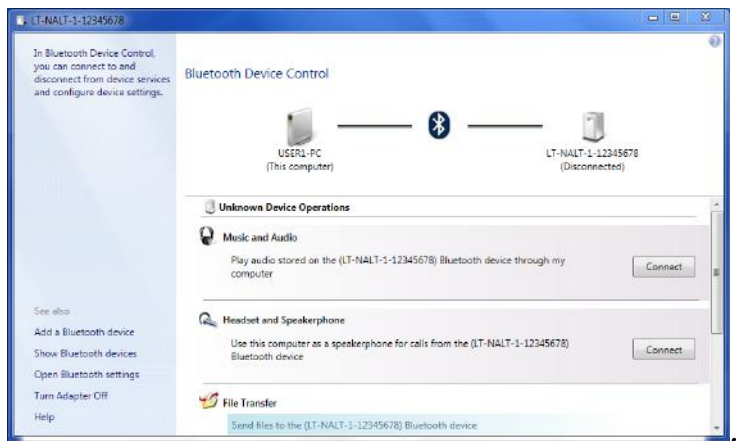 LT-NALT-1-12345678
In Bluetooth Device Control,
you can connect to and
disconnect from device services
and configure device settings.
Bluetooth Device Control
USER1-PC
(This computer)
LT-NALT-1-12345678
(Disconnected)
Unknown Device Operations
Music and Audio
Play audio stored on the (LT-NALT-1-12345678) Bluetooth device through my
computer
Connect
Headset and Speakerphone
Use this computer as a speakerphone for calls from the (LT-NALT-1-12345678)
Bluetooth device
Connect
File Transfer
Send files to the (LT-NALT-1-12345678) Bluetooth device
See also
Add a Bluetooth device
Show Bluetooth devices
Open Bluetooth settings
Turn Adapter Off
Help